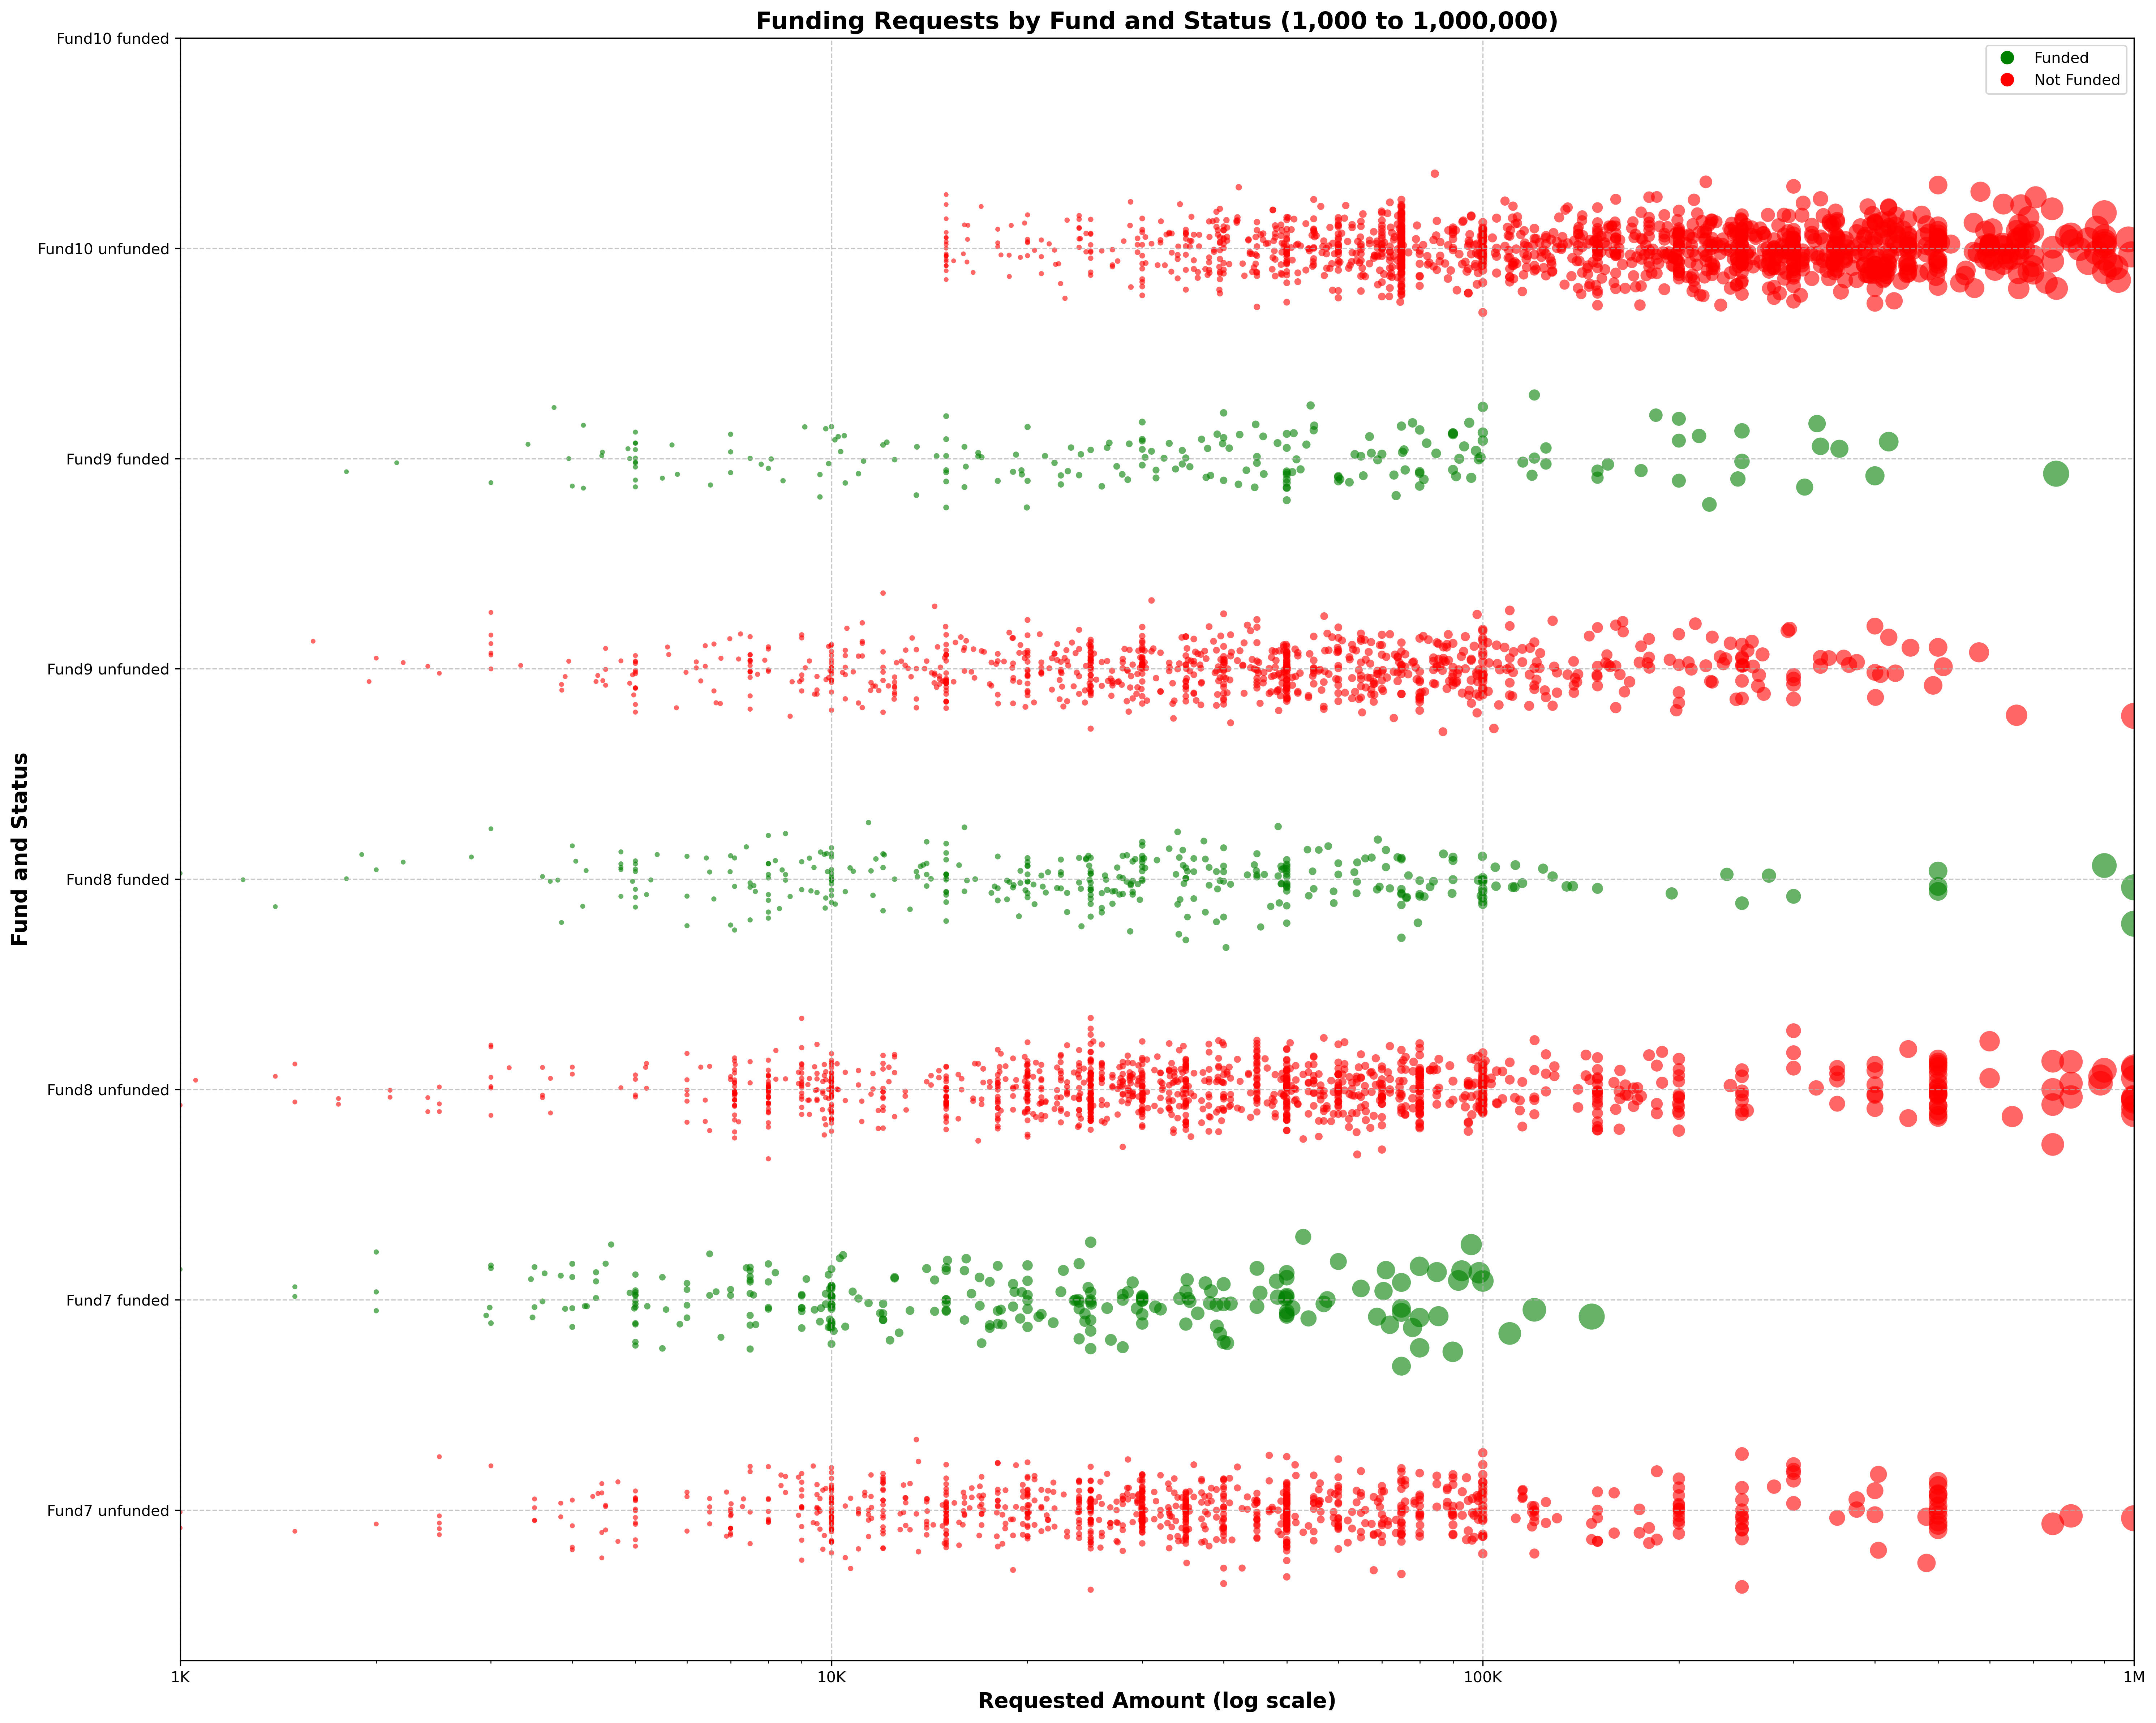 Funding Requests by Fund and Status (1,000 to 1,000,000)
Fund10 funded
Funded
Not Funded
Fund10 unfunded
Fund9 funded
Fund9 unfunded
Fund and Status
Fund8 funded
Fund8 unfunded
Fund7 funded
Fund7 unfunded
1K
10K
100K
1M
Requested Amount (log scale)